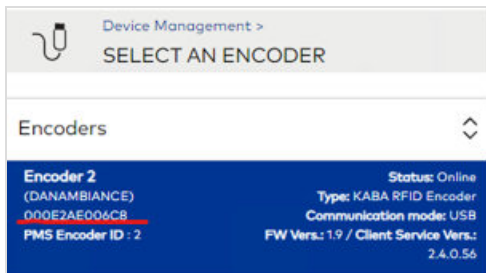 Device Management >
SELECT AN ENCODER
Encoders
Encoder 2
(DANAMBIANCE)
000E2AE006C8
PMS Encoder ID : 2
Status: Online
Type: KABA RFID Encoder
Communication mode: USB
FW Vers.: 1.9 / Client Service Vers.:
2.4.0.56